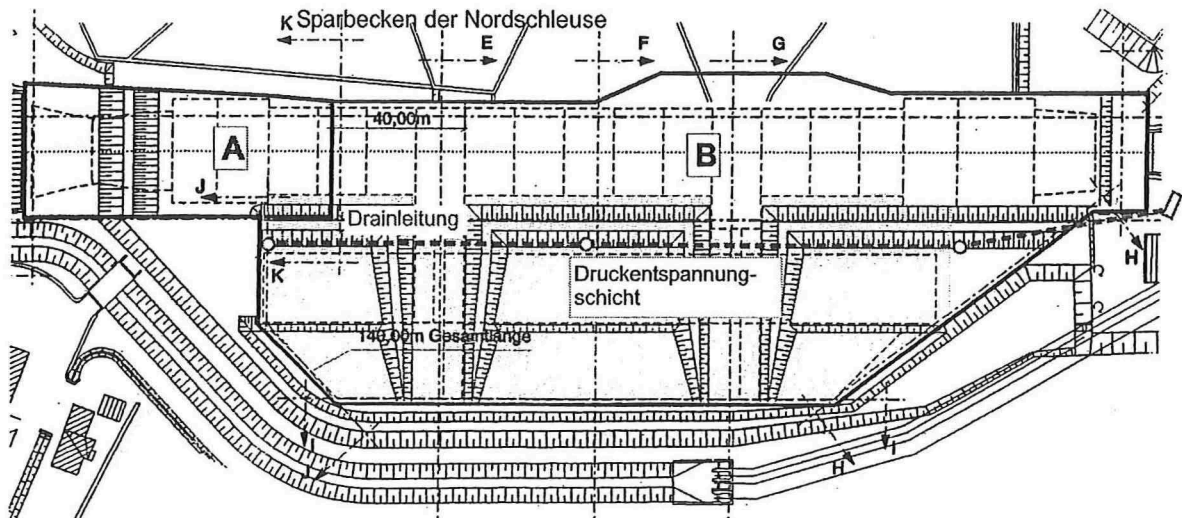 K Sparbecken der Nordschleuse
E F G
40,00m
A B
J
Drainleitung
K
Druckentspannung-
schicht
H
140,00m Gesamtlänge
I H I